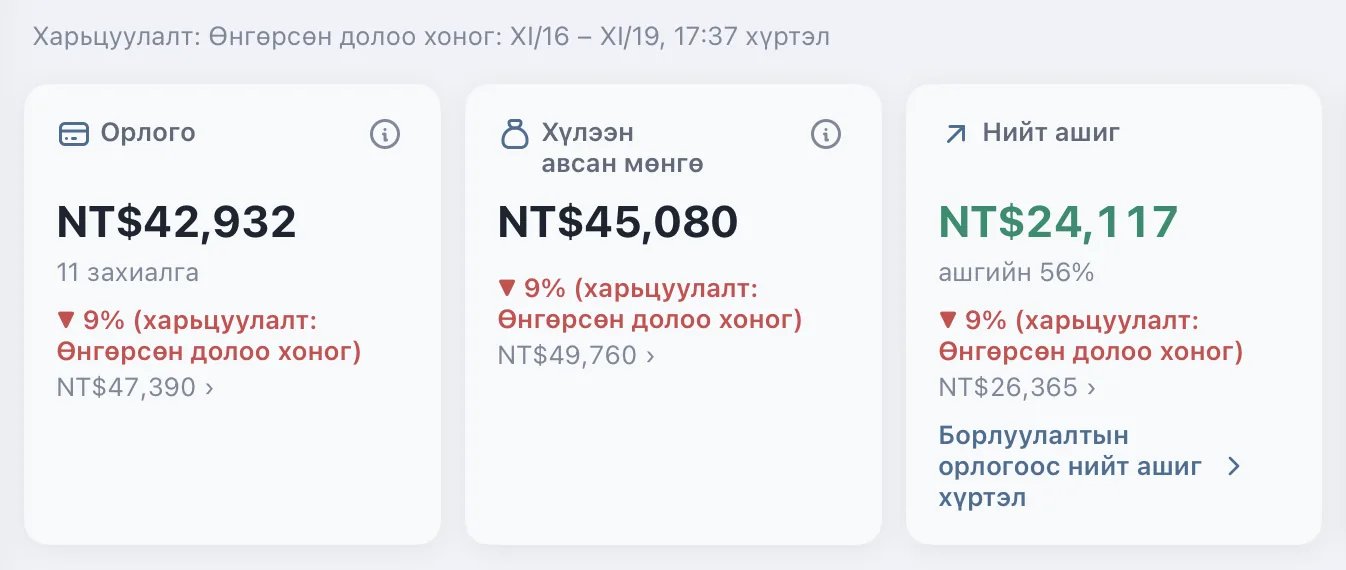 Харьцуулалт: Өнгөрсөн долоо хоног: XI/16 – XI/19, 17:37 хүртэл
Орлого
NT$42,932
11 захиалга
▼ 9% (харьцуулалт:
Өнгөрсөн долоо хоног)
NT$47,390 ›
Хүлээн
авсан мөнгө
NT$45,080
▼ 9% (харьцуулалт:
Өнгөрсөн долоо хоног)
NT$49,760 ›
Нийт ашиг
NT$24,117
ашгийн 56%
▼ 9% (харьцуулалт:
Өнгөрсөн долоо хоног)
NT$26,365 ›
Борлуулалтын
орлогоос нийт ашиг
хүртэл